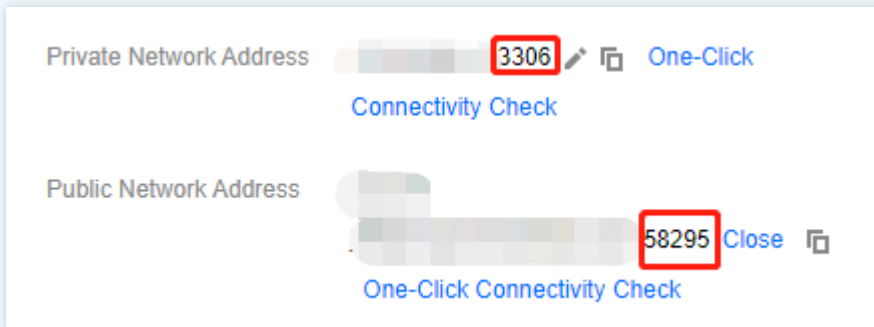 Private Network Address 3306 One-Click
Connectivity Check
Public Network Address
58295 Close
One-Click Connectivity Check